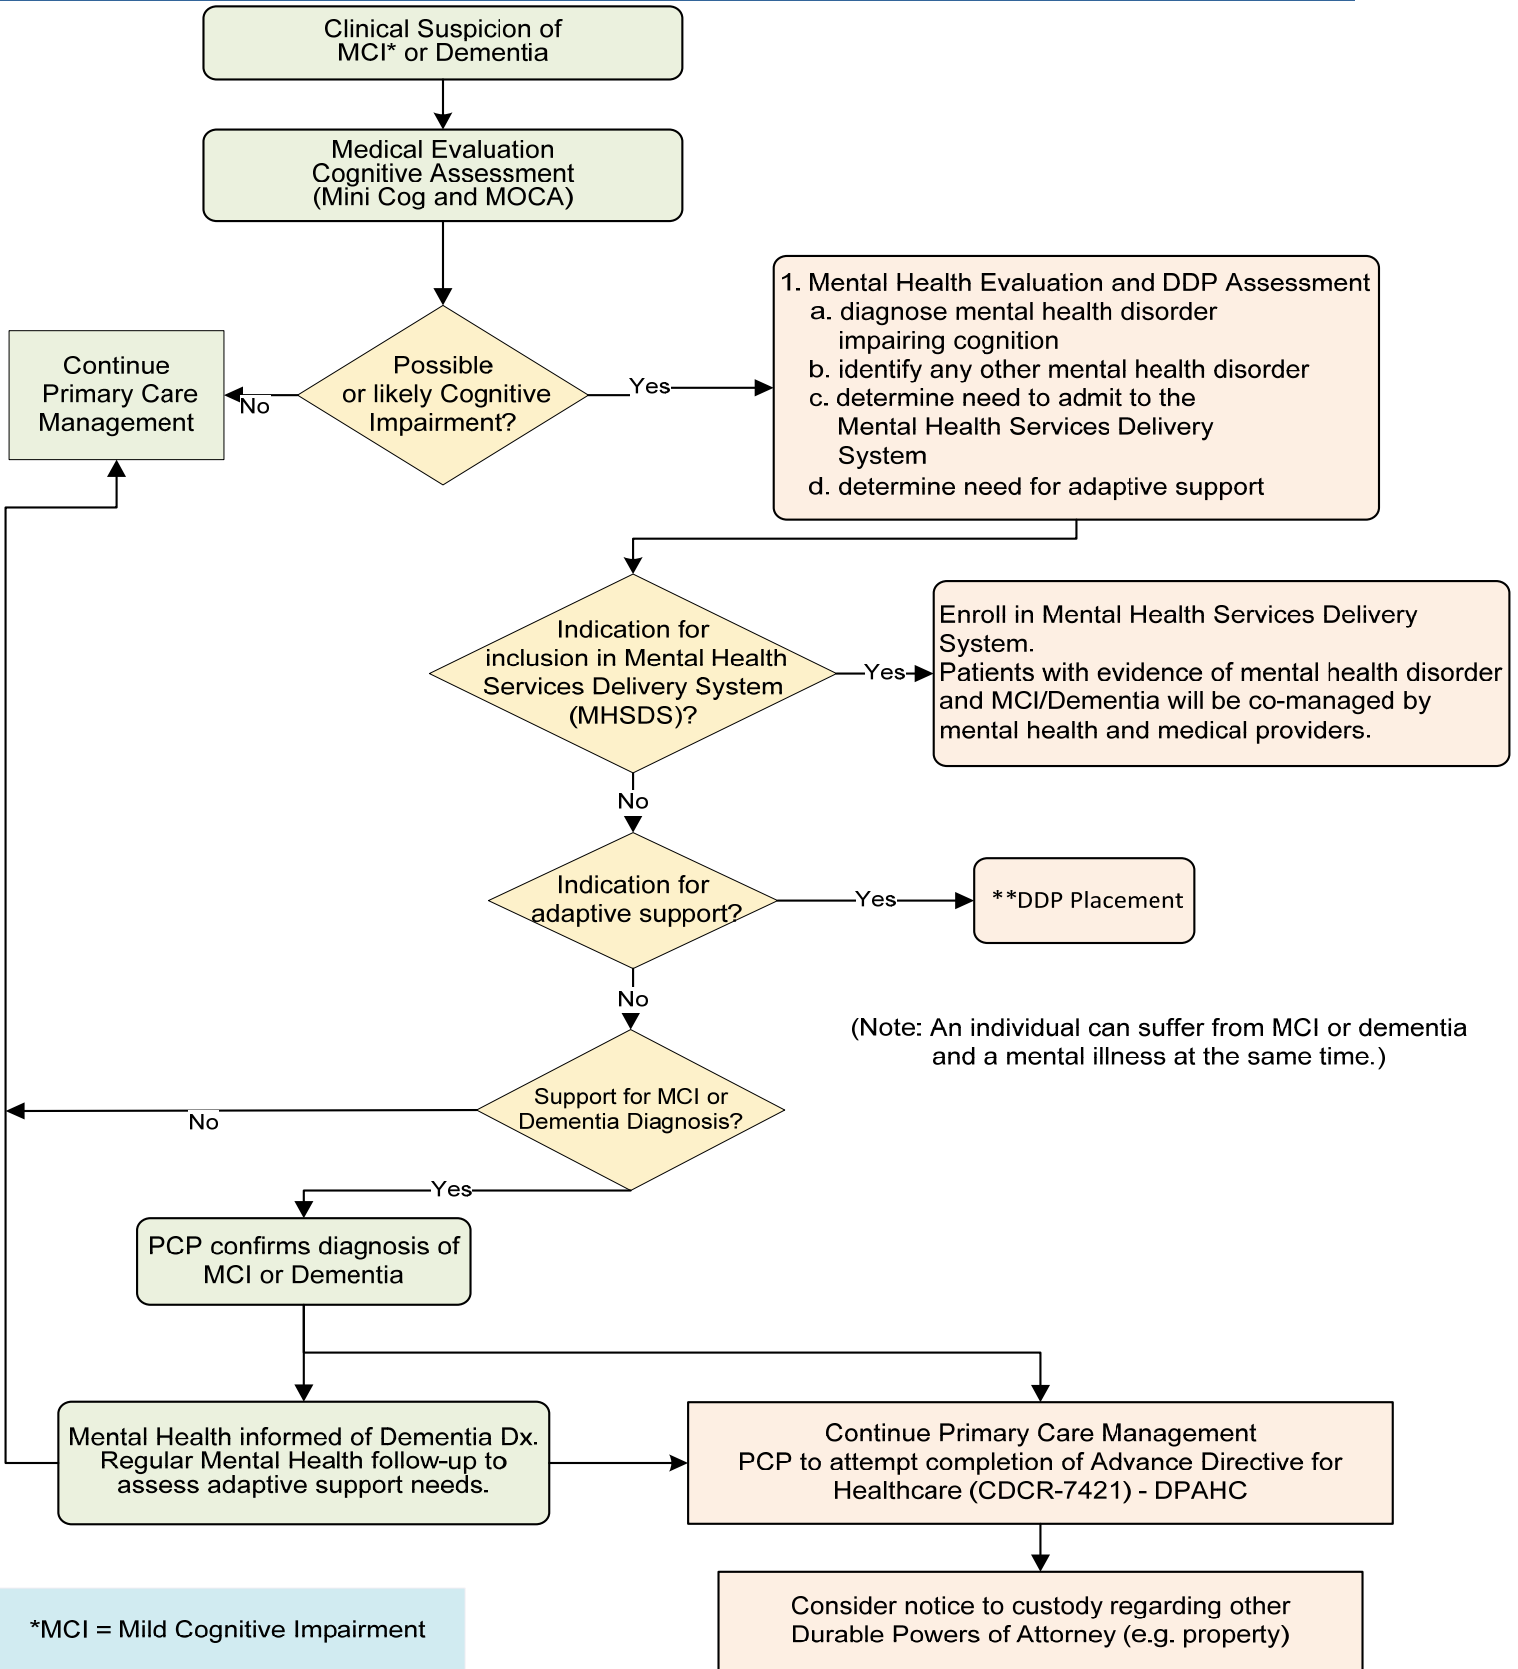 Clinical Suspicion of
MCI* or Dementia
Medical Evaluation
Cognitive Assessment
(Mini Cog and MOCA)
Possible
or likely Cognitive
Impairment?
No
Continue
Primary Care
Management
Yes
1. Mental Health Evaluation and DDP Assessment
a. diagnose mental health disorder
impairing cognition
b. identify any other mental health disorder
c. determine need to admit to the
Mental Health Services Delivery
System
d. determine need for adaptive support
Indication for
inclusion in Mental Health
Services Delivery System
(MHSDS)?
Yes
Enroll in Mental Health Services Delivery
System.
Patients with evidence of mental health disorder
and MCI/Dementia will be co-managed by
mental health and medical providers.
No
Indication for
adaptive support?
Yes
**DDP Placement
No
(Note: An individual can suffer from MCI or dementia
and a mental illness at the same time.)
Support for MCI or
Dementia Diagnosis?
No
Yes
PCP confirms diagnosis of
MCI or Dementia
Mental Health informed of Dementia Dx.
Regular Mental Health follow-up to
assess adaptive support needs.
Continue Primary Care Management
PCP to attempt completion of Advance Directive for
Healthcare (CDCR-7421) - DPAHC
Consider notice to custody regarding other
Durable Powers of Attorney (e.g. property)
*MCI = Mild Cognitive Impairment